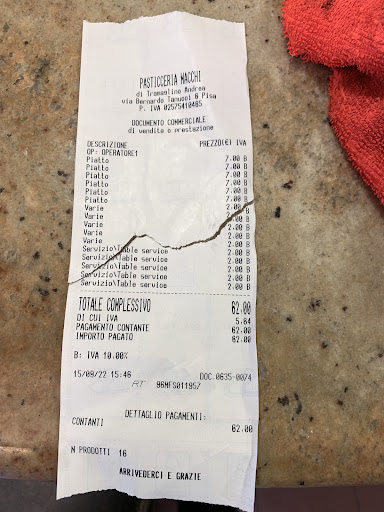 PASTICCERIA MACCHI
di Tramaglino Andrea
via Bernardo Tanucci 6 Pisa
P. IVA 02575410465
DOCUMENTO COMMERCIALE
di vendita o prestazione
DESCRIZIONE PREZZO(€) IVA
OP: OPERATORE1
Piatto 7.00 B
Piatto 7.00 B
Piatto 7.00 B
Piatto 7.00 B
Piatto 7.00 B
Piatto 7.00 B
Varie 2.00 B
Varie 2.00 B
Varie 2.00 B
Varie 2.00 B
Varie 2.00 B
Servizio\Table service 2.00 B
Servizio\Table service 2.00 B
Servizio\Table service 2.00 B
Servizio\Table service 2.00 B
Servizio\Table service 2.00 B
TOTALE COMPLESSIVO 62.00
DI CUI IVA 5.64
PAGAMENTO CONTANTE 62.00
IMPORTO PAGATO 62.00
B: IVA 10.00%
15/09/22 15:46 DOC.0635-0074
RT 96MFS011957
DETTAGLIO PAGAMENTI:
CONTANTI 62.00
N PRODOTTI 16
ARRIVEDERCI E GRAZIE